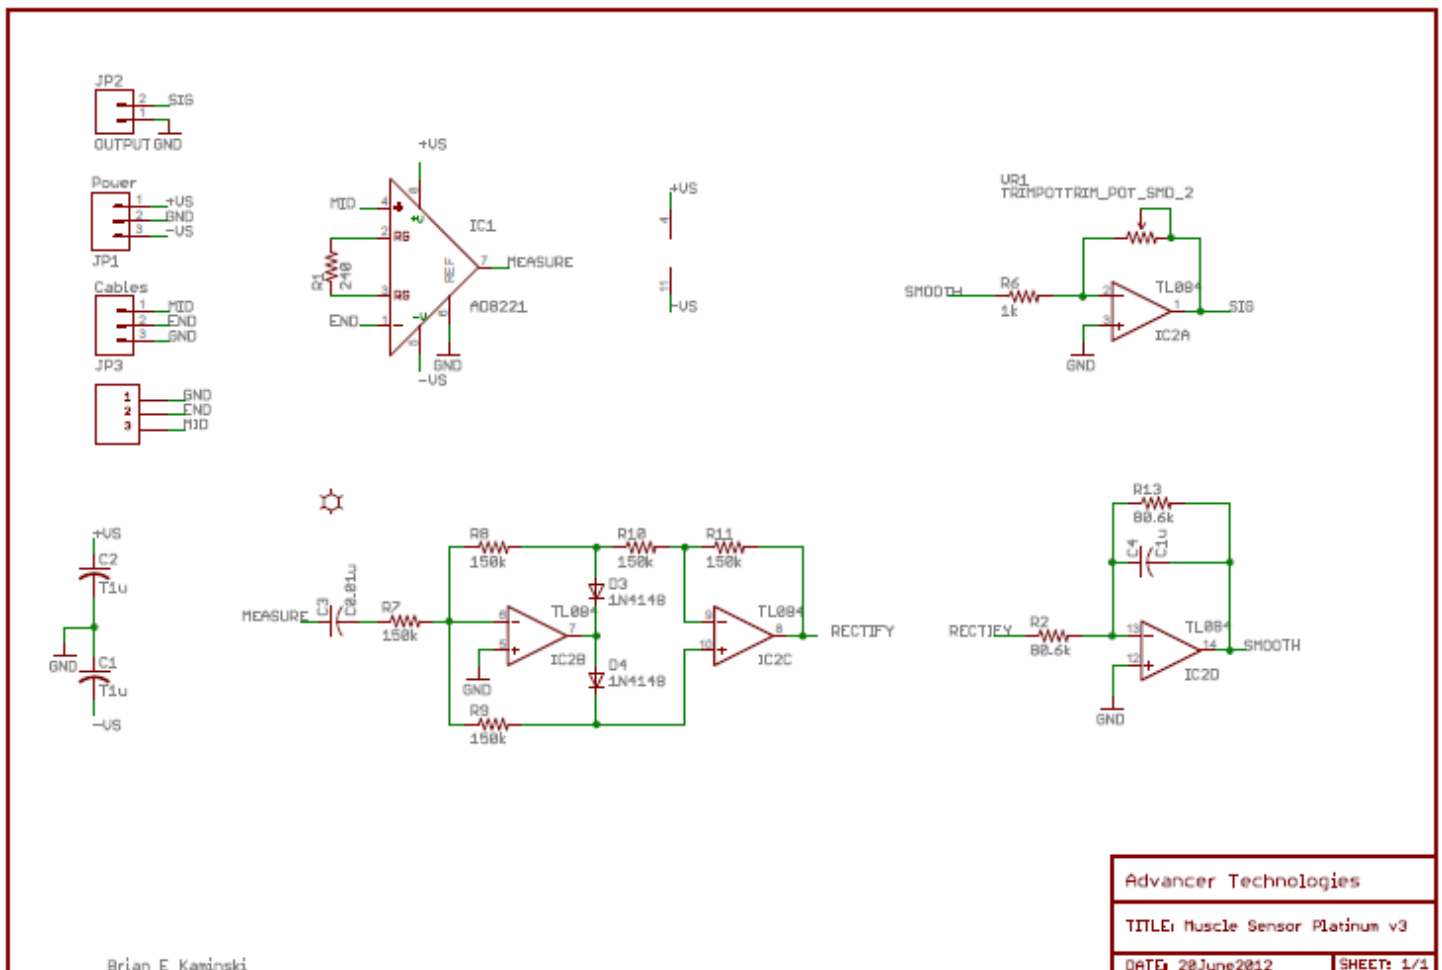 JP2
2 SIG
1
OUTPUT GND
Power
1 +VS
2 GND
3 -VS
JP1
Cables
1 MID
2 END
3 GND
JP3
1 GND
2 END
3 MID
+VS
8
MID 4 +
+V
2 RG
IC1
R1 240
REF
7 MEASURE
3 RG
AD8221
END 1 -
-V
6
5
GND
-VS
+VS
4
11
-VS
VR1
TRIMPOTTRIM_POT_SMD_2
SMOOTH R6
1k
2 -
TL084
1 SIG
3 +
IC2A
GND
+VS
C2
T1u
GND
C1
T1u
-VS
MEASURE C3 C0.01u
R7
150k
R8
150k
R10
150k
R11
150k
D3
1N4148
6 -
TL084
7
5 +
IC2B
GND
D4
1N4148
R9
150k
9 -
TL084
8 RECTIFY
10 +
IC2C
R13
80.6k
C4 C1u
RECTIFY R2
80.6k
13 -
TL084
14 SMOOTH
12 +
IC2D
GND
Advancer Technologies
TITLE: Muscle Sensor Platinum v3
DATE: 20June2012 SHEET: 1/1
Brian E Kaminski